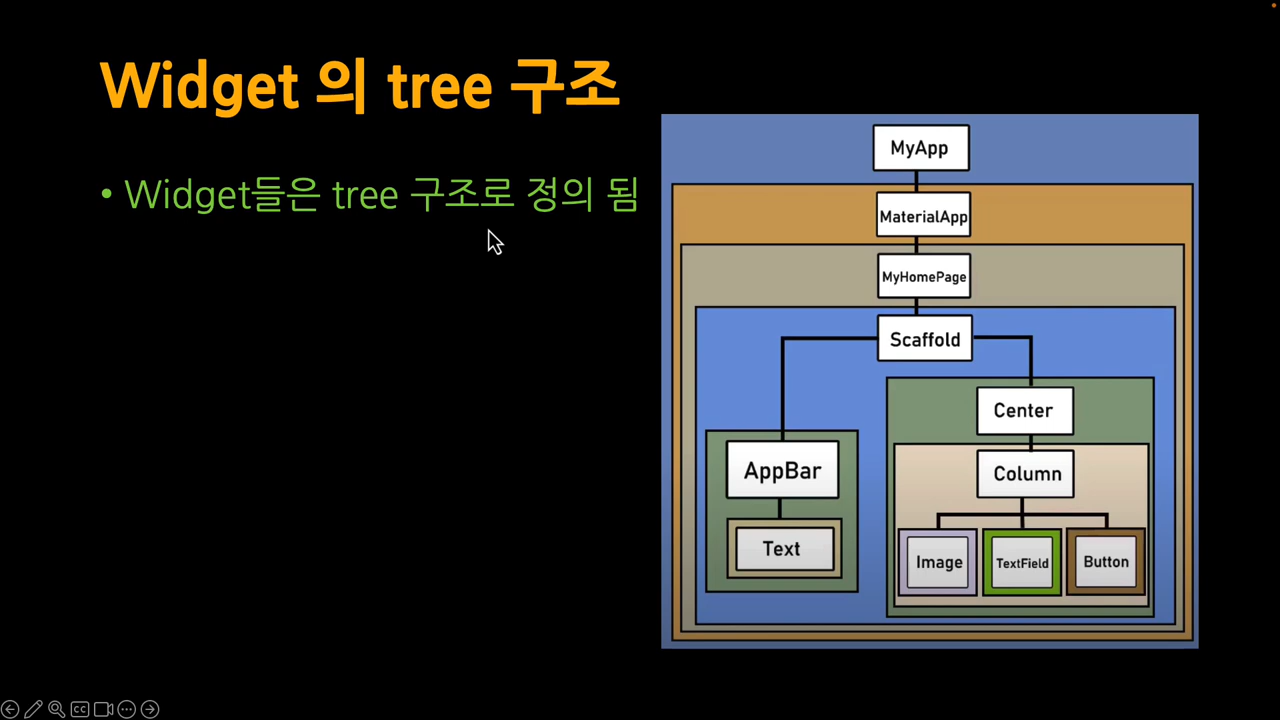 Widget 의 tree 구조
• Widget들은 tree 구조로 정의 됨
MyApp
MaterialApp
MyHomePage
Scaffold
Center
Column
AppBar
Text
Image
TextField
Button
CC